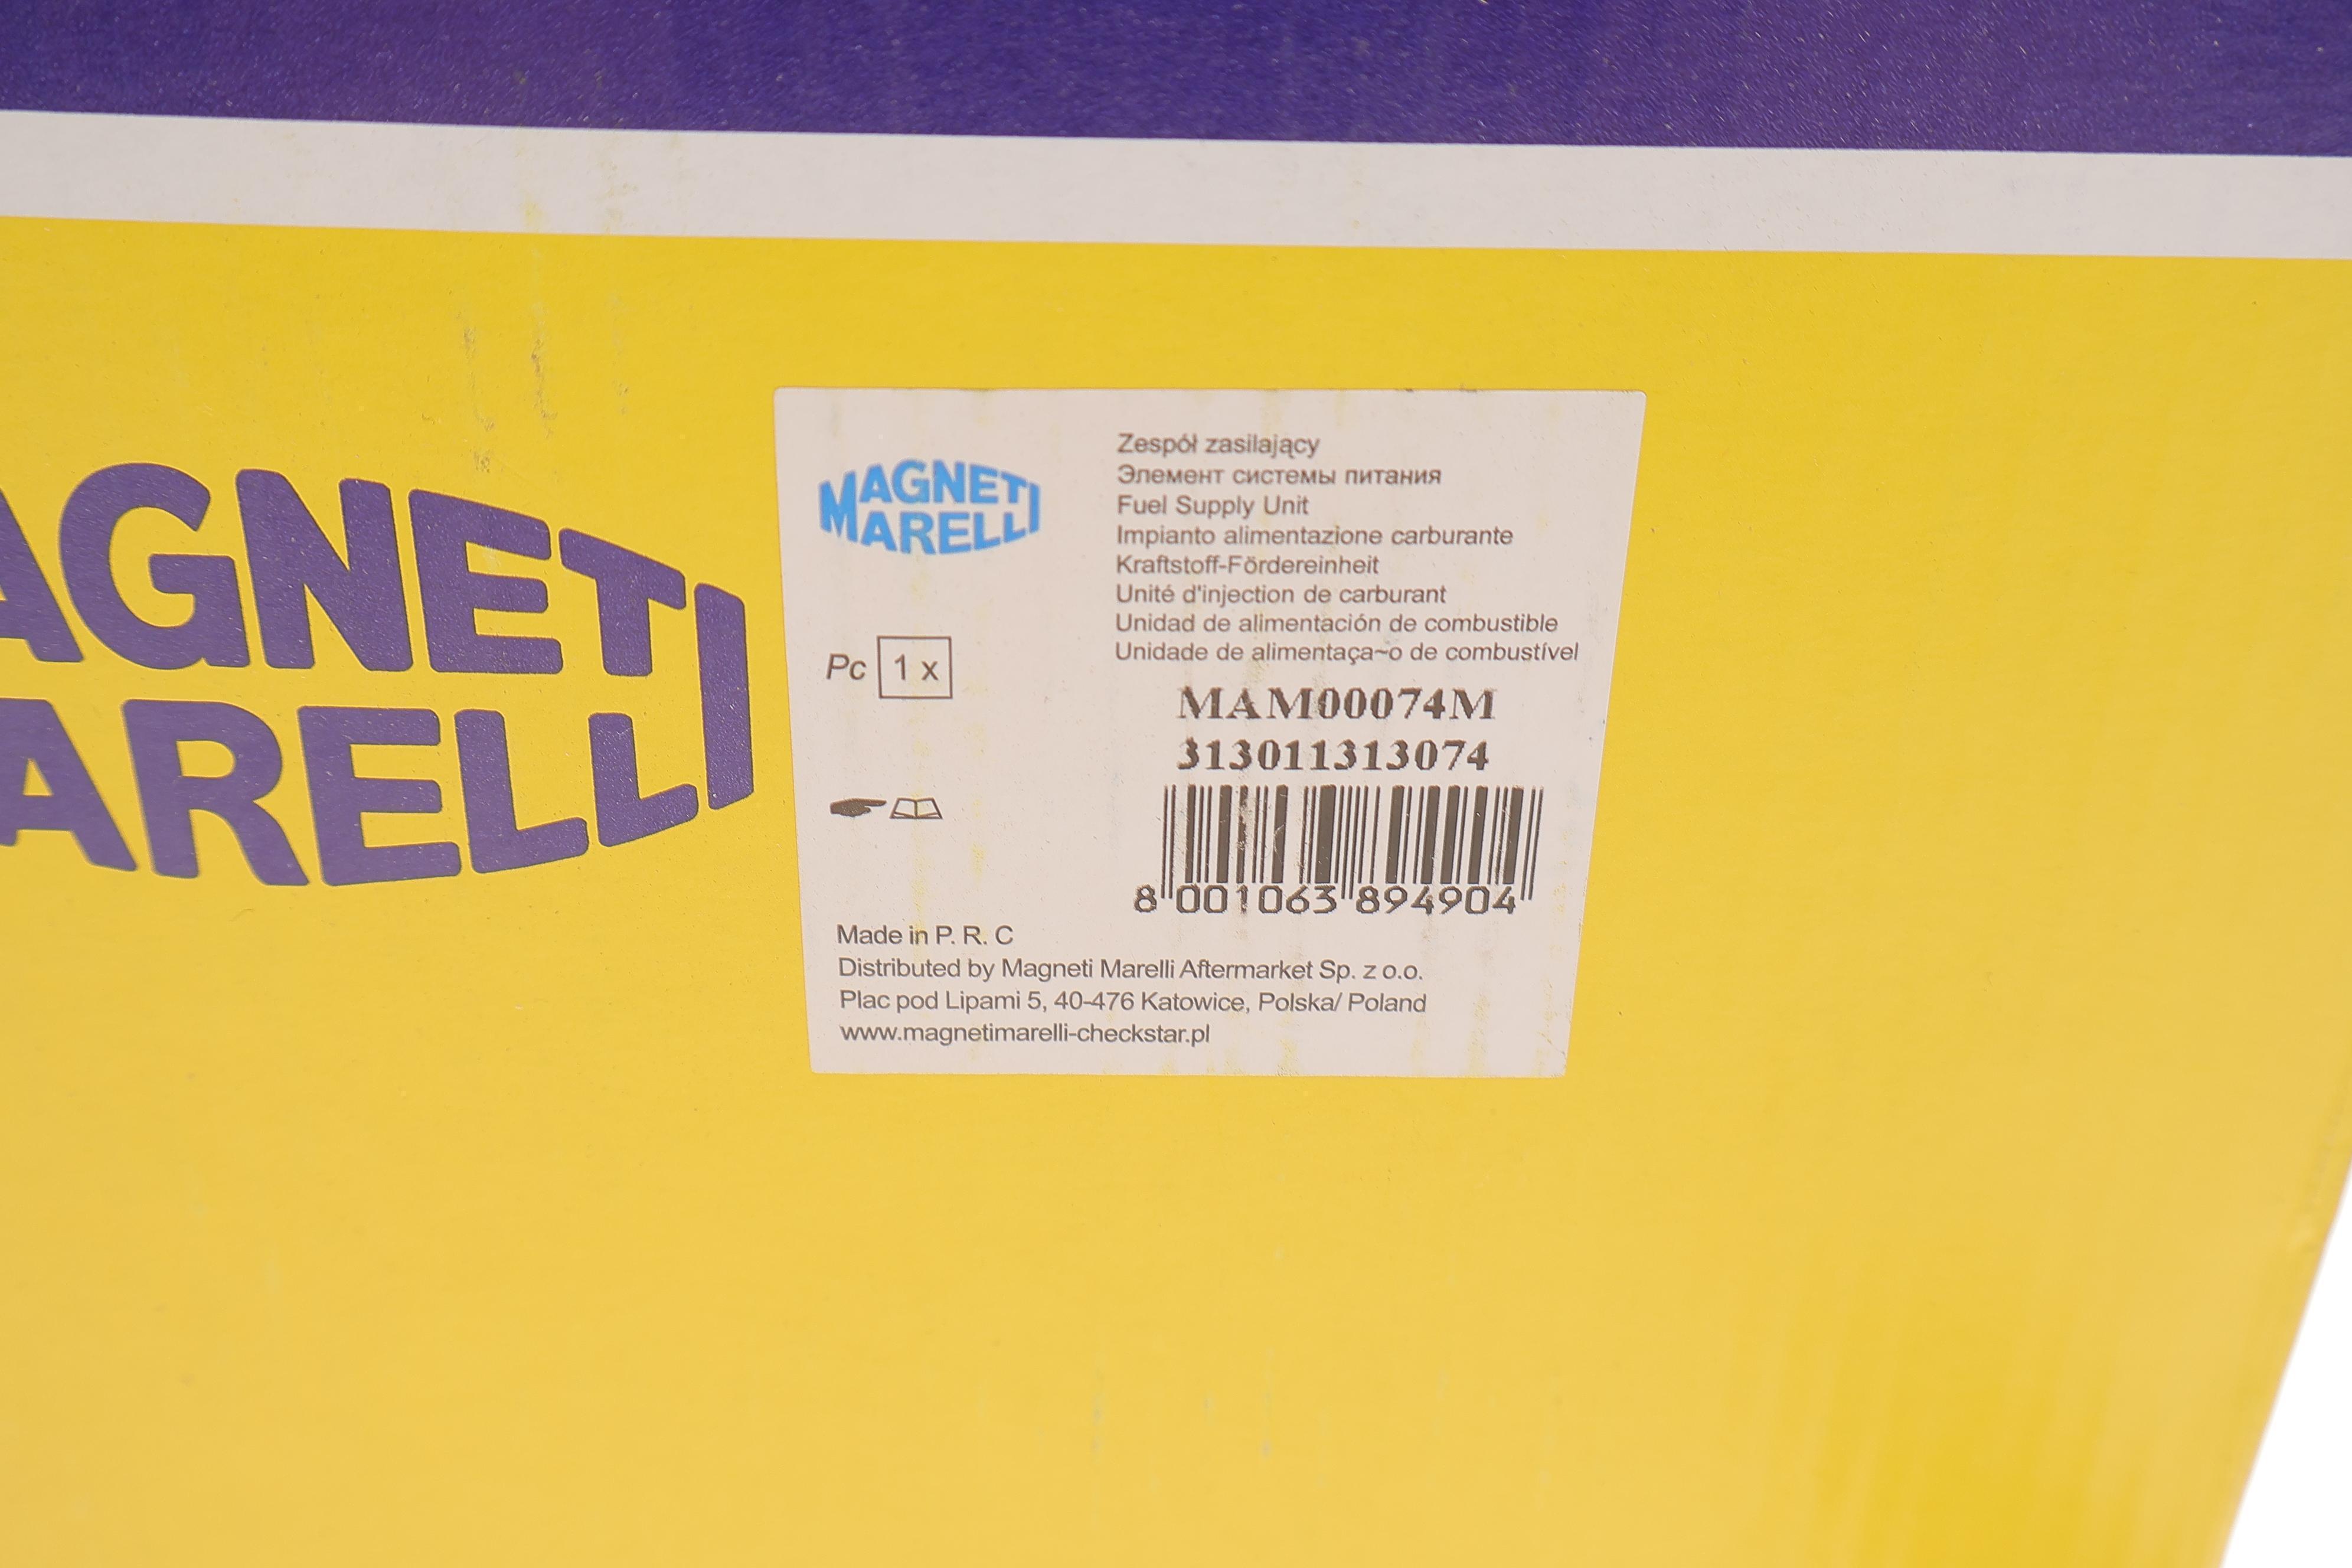 AGNETI
ARELLI
MAGNETI
MARELLI
Zespół zasilający
Элемент системы питания
Fuel Supply Unit
Impianto alimentazione carburante
Kraftstoff-Fördereinheit
Unité d'injection de carburant
Unidad de alimentación de combustible
Unidade de alimentaça~o de combustível
Pc 1 x
MAM00074M
313011313074
8 001063 894904
Made in P. R. C
Distributed by Magneti Marelli Aftermarket Sp. z o.o.
Plac pod Lipami 5, 40-476 Katowice, Polska/ Poland
www.magnetimarelli-checkstar.pl